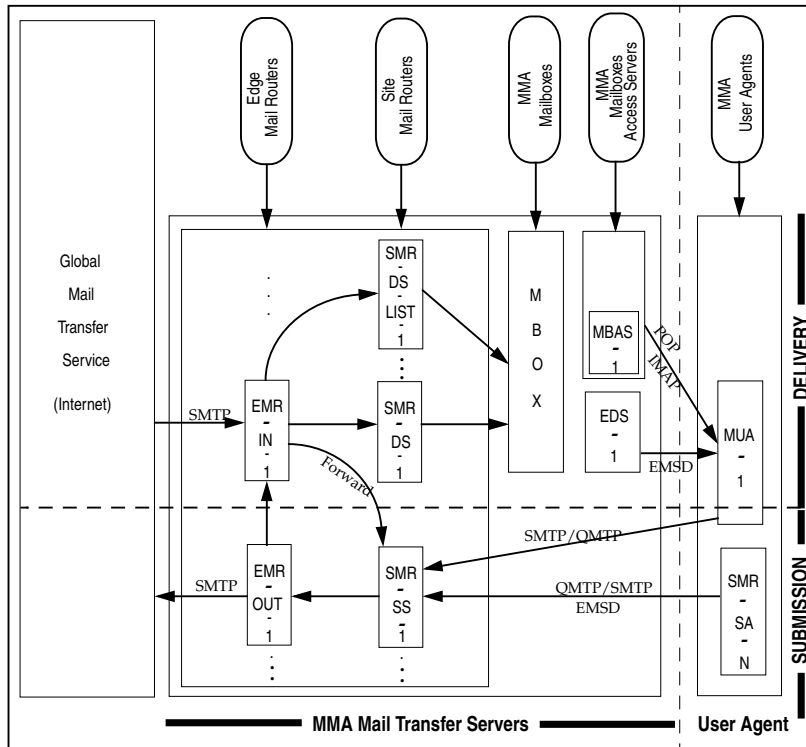 Edge
Mail Routers
Site
Mail Routers
MMA
Mailboxes
MMA
Mailboxes
Access Servers
MMA
User Agents
Global
Mail
Transfer
Service
(Internet)
SMR
-
DS
-
LIST
-
1
M
B
O
X
MBAS
-
1
POP
IMAP
DELIVERY
SMTP
EMR
-
IN
-
1
SMR
-
DS
-
1
EDS
-
1
EMSD
MUA
-
1
Forward
SMTP/QMTP
SMTP
EMR
-
OUT
-
1
SMR
-
SS
-
1
QMTP/SMTP
EMSD
SMR
-
SA
-
N
SUBMISSION
MMA Mail Transfer Servers
User Agent